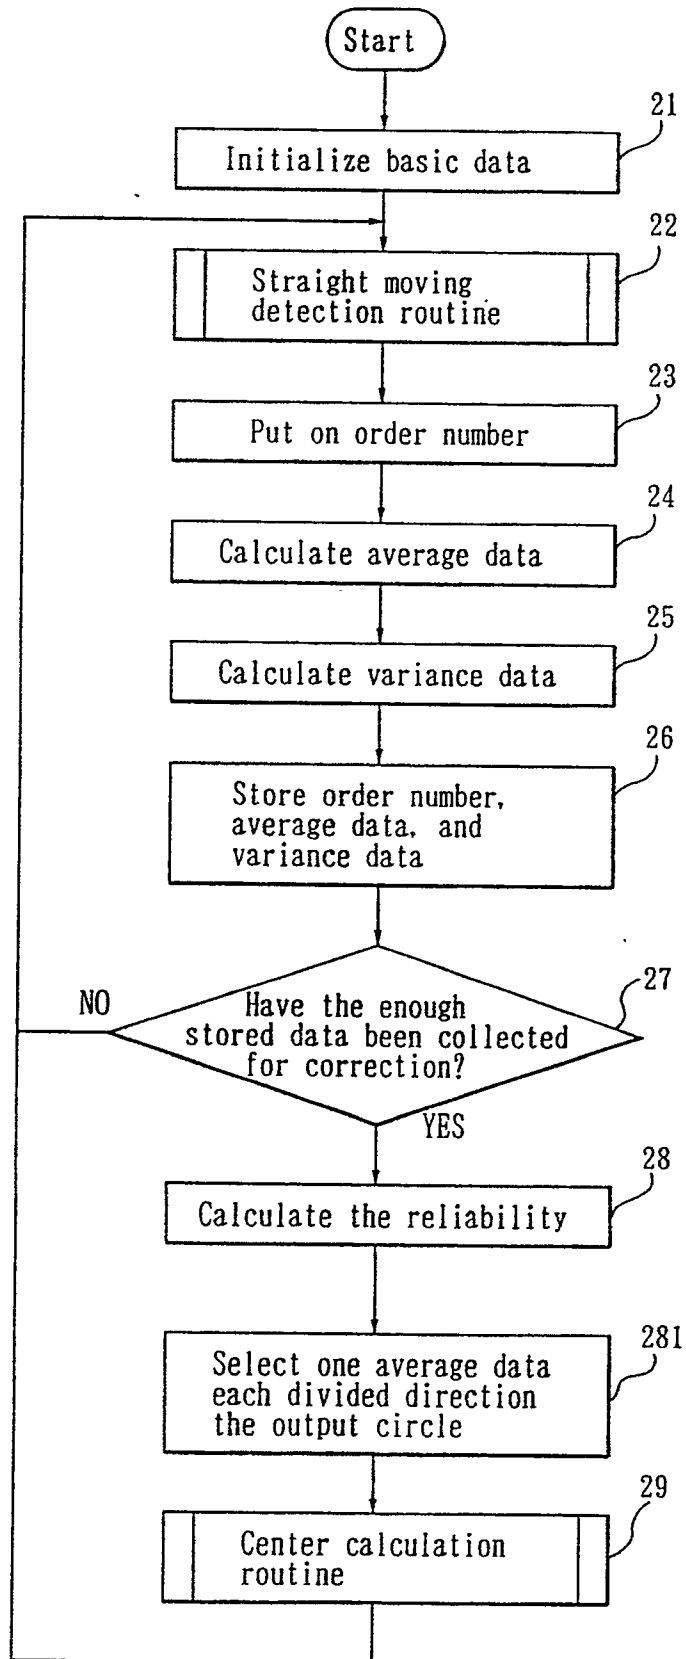 Start
21
Initialize basic data
22
Straight moving
detection routine
23
Put on order number
24
Calculate average data
25
Calculate variance data
26
Store order number,
average data, and
variance data
27
NO
Have the enough
stored data been collected
for correction?
YES
28
Calculate the reliability
281
Select one average data
each divided direction
the output circle
29
Center calculation
routine